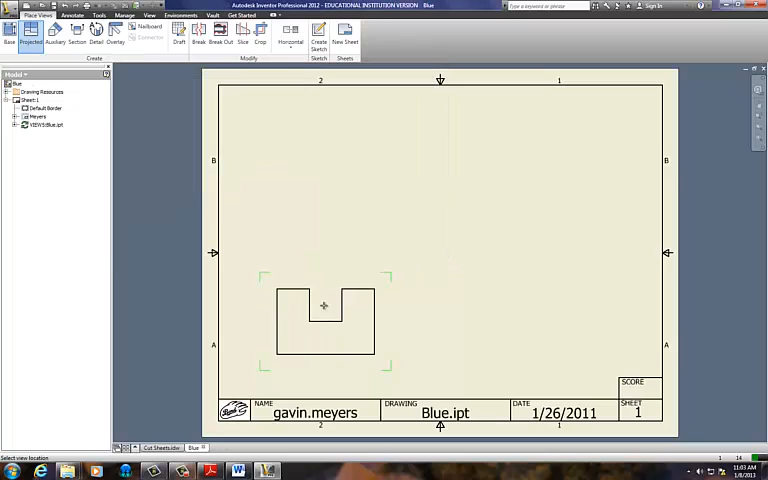 Autodesk Inventor Professional 2012 - EDUCATIONAL INSTITUTION VERSION - Blue
Type a keyword or phrase
Sign In
Place Views Annotate Tools Manage View Environments Vault Get Started
Base Projected Auxiliary Section Detail Overlay
Nailboard
Connector
Draft Break Break Out Slice Crop Horizontal Create Sketch New Sheet
Create Modify Sketch Sheets
Model
Blue
Drawing Resources
Sheet:1
Default Border
Meyers
VIEW5:Blue.ipt
2 1
B B
A A
SCORE
NAME DRAWING DATE SHEET
gavin.meyers Blue.ipt 1/26/2011 1
2 1
Cut Sheets.idw Blue
Select view location
1 14
11:03 AM
1/8/2013